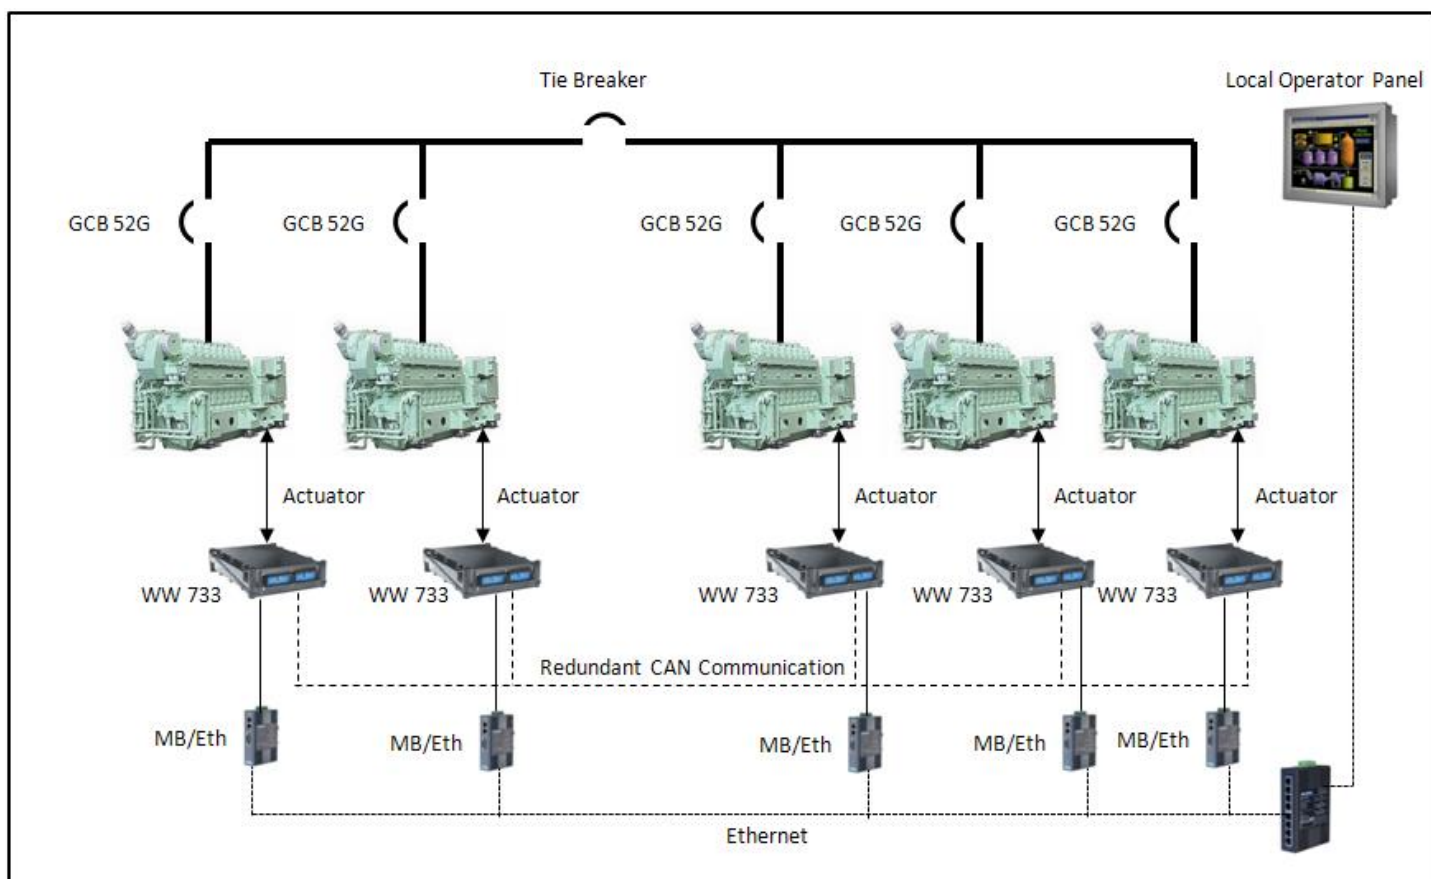 Tie Breaker
Local Operator Panel
GCB 52G
GCB 52G
GCB 52G
GCB 52G
GCB 52G
Actuator
Actuator
Actuator
Actuator
Actuator
WW 733
WW 733
WW 733
WW 733
WW 733
Redundant CAN Communication
MB/Eth
MB/Eth
MB/Eth
MB/Eth
MB/Eth
Ethernet